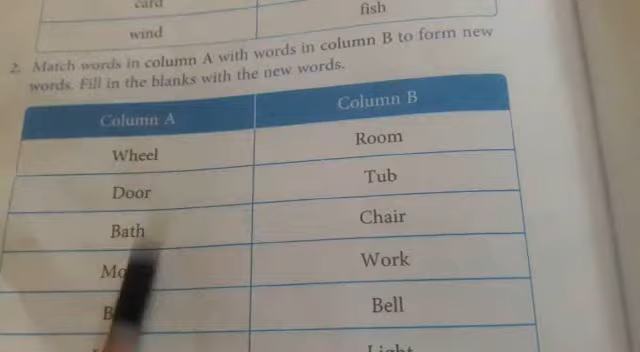 card
fish
wind
2. Match words in column A with words in column B to form new
words. Fill in the blanks with the new words.
Column A Column B
Wheel Room
Door Tub
Bath Chair
Work
Bell
Light